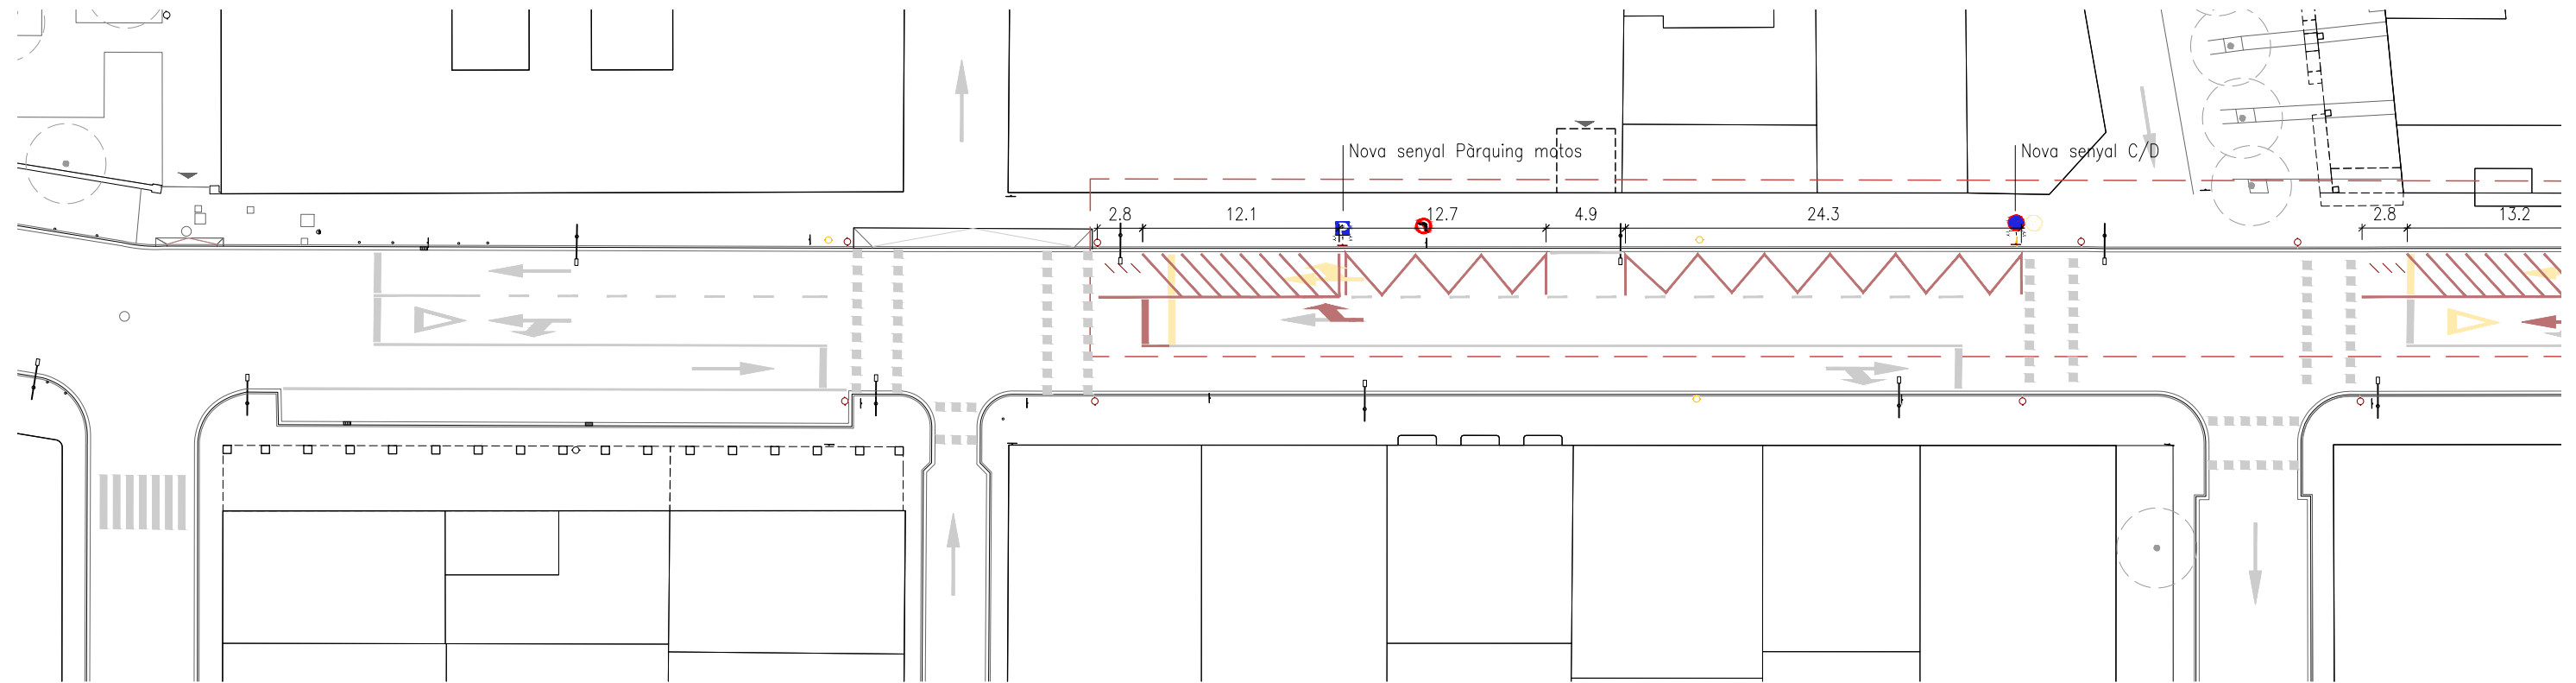 Nova senyal Pàrquing motos
Nova senyal C/D
2.8
12.1
12.7
4.9
24.3
2.8
13.2
P